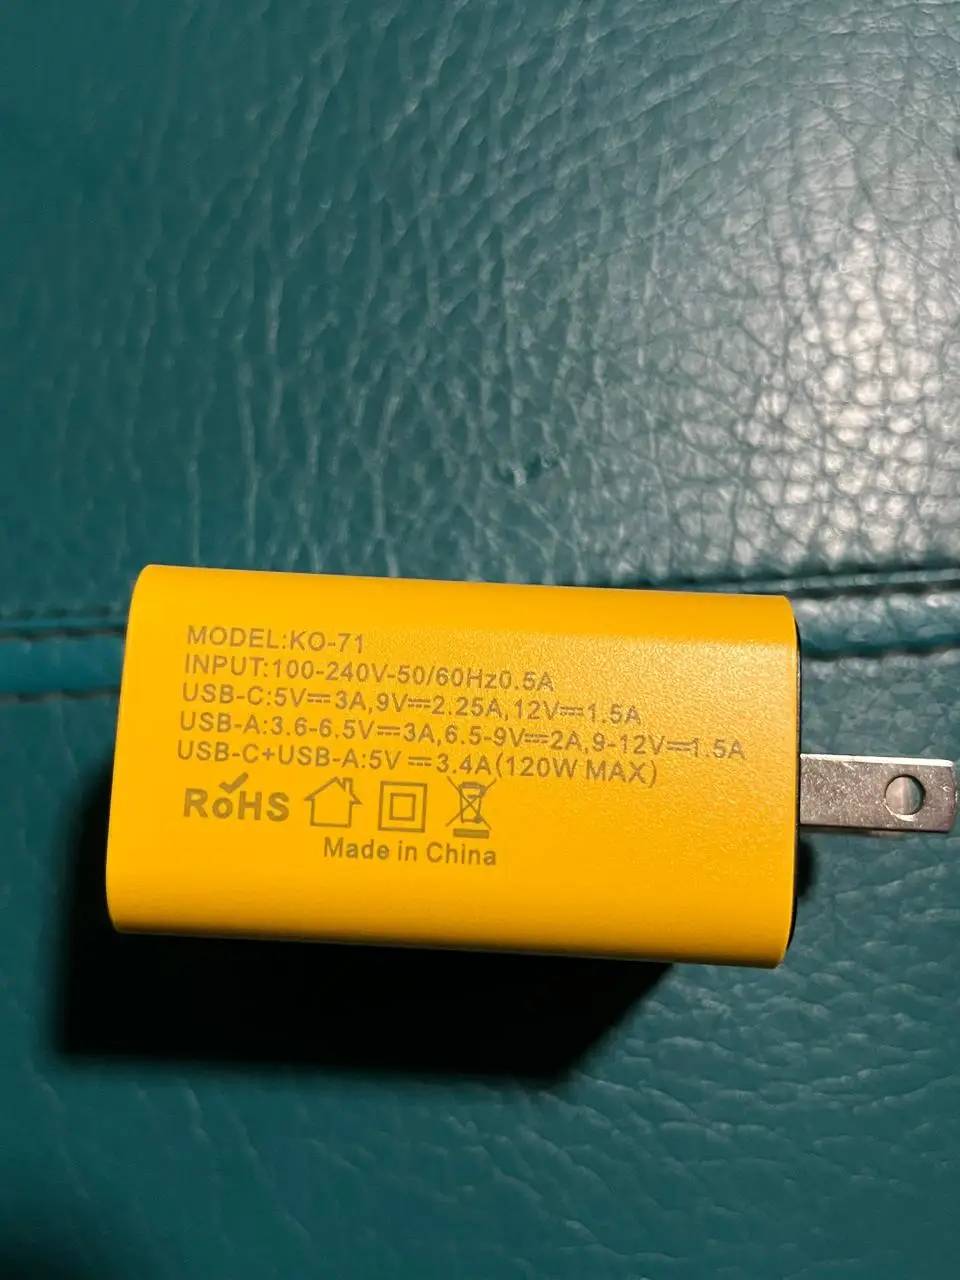 MODEL:KO-71
INPUT:100-240V-50/60Hz0.5A
USB-C:5V⎓3A,9V⎓2.25A,12V⎓1.5A
USB-A:3.6-6.5V⎓3A,6.5-9V⎓2A,9-12V⎓1.5A
USB-C+USB-A:5V ⎓3.4A(120W MAX)
RoHS
Made in China